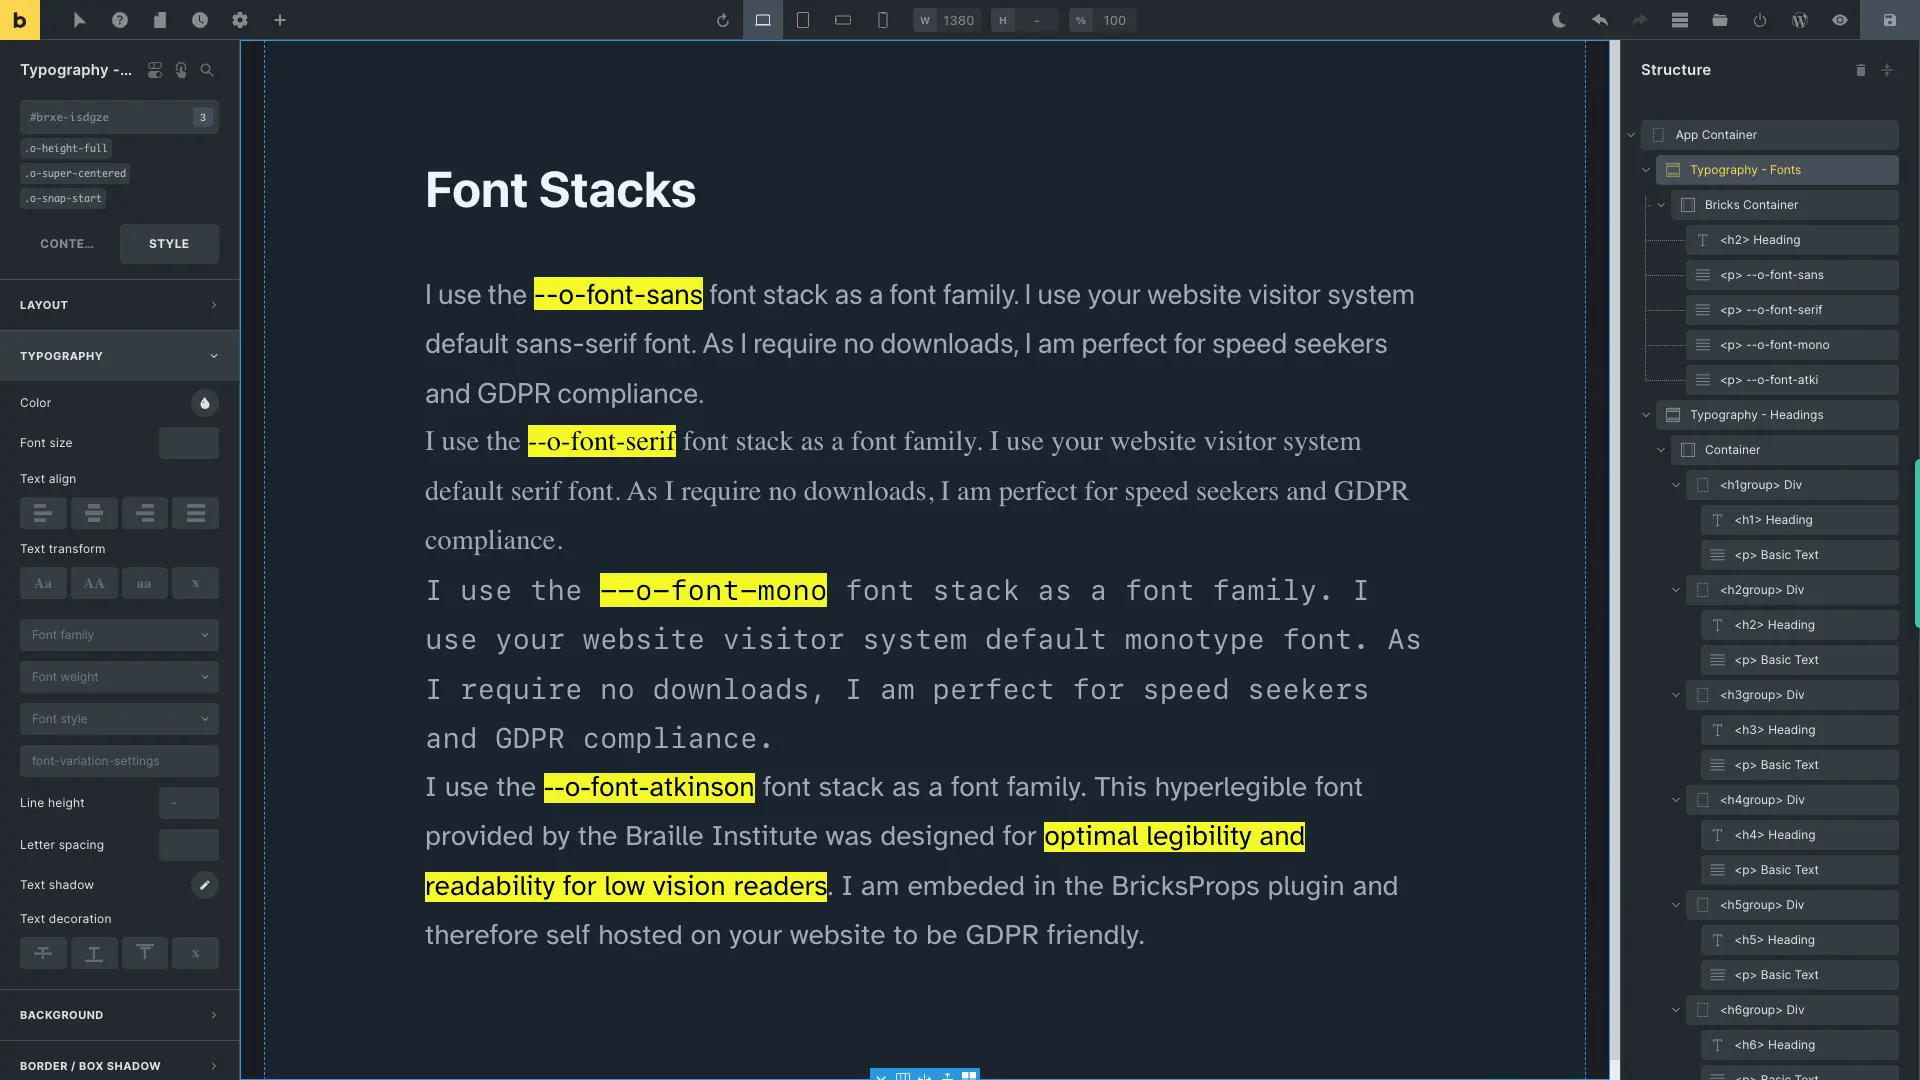 b
W 1380
H -
% 100
Typography -...
#brxe-isdgze 3
.o-height-full
.o-super-centered
.o-snap-start
CONTE...
STYLE
LAYOUT
TYPOGRAPHY
Color
Font size
Text align
Text transform
Aa AA aa x
Font family
Font weight
Font style
font-variation-settings
Line height -
Letter spacing
Text shadow
Text decoration
x
BACKGROUND
BORDER / BOX SHADOW
Font Stacks
I use the --o-font-sans font stack as a font family. I use your website visitor system
default sans-serif font. As I require no downloads, I am perfect for speed seekers
and GDPR compliance.
I use the --o-font-serif font stack as a font family. I use your website visitor system
default serif font. As I require no downloads, I am perfect for speed seekers and GDPR
compliance.
I use the --o-font-mono font stack as a font family. I
use your website visitor system default monotype font. As
I require no downloads, I am perfect for speed seekers
and GDPR compliance.
I use the --o-font-atkinson font stack as a font family. This hyperlegible font
provided by the Braille Institute was designed for optimal legibility and
readability for low vision readers. I am embeded in the BricksProps plugin and
therefore self hosted on your website to be GDPR friendly.
Structure
App Container
Typography - Fonts
Bricks Container
<h2> Heading
<p> --o-font-sans
<p> --o-font-serif
<p> --o-font-mono
<p> --o-font-atki
Typography - Headings
Container
<h1group> Div
<h1> Heading
<p> Basic Text
<h2group> Div
<h2> Heading
<p> Basic Text
<h3group> Div
<h3> Heading
<p> Basic Text
<h4group> Div
<h4> Heading
<p> Basic Text
<h5group> Div
<h5> Heading
<p> Basic Text
<h6group> Div
<h6> Heading
<p> Basic Text